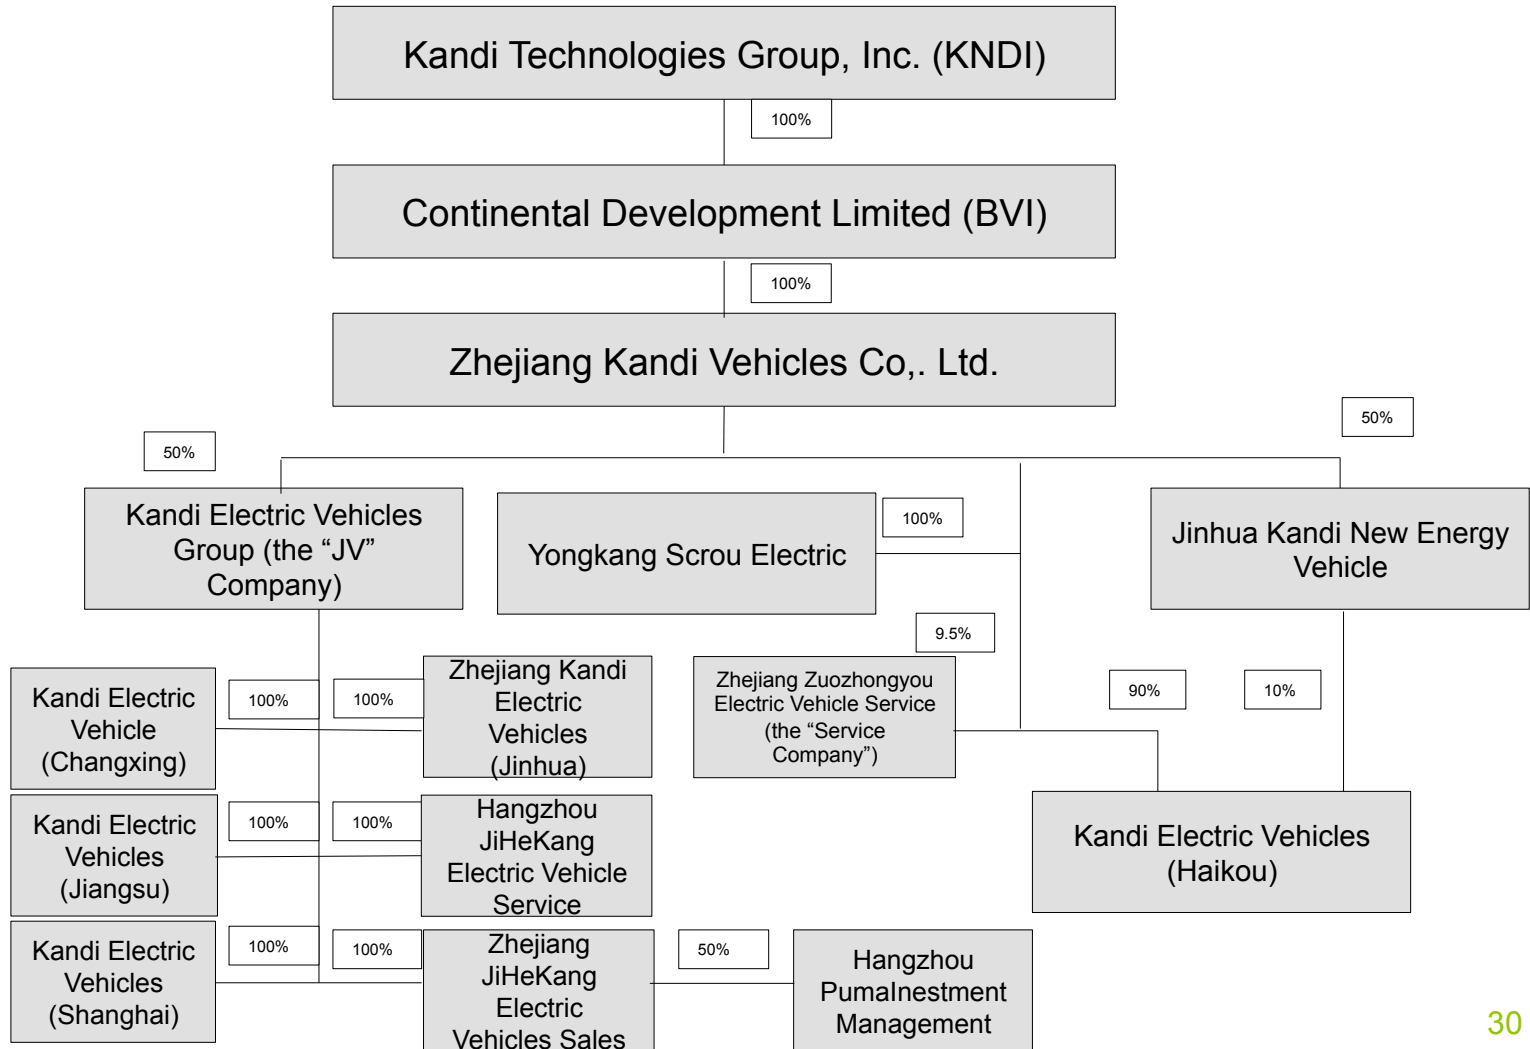 Kandi Technologies Group, Inc. (KNDI)
100%
Continental Development Limited (BVI)
100%
Zhejiang Kandi Vehicles Co,. Ltd.
50%
50%
Kandi Electric Vehicles
Group (the “JV”
Company)
Yongkang Scrou Electric
100%
Jinhua Kandi New Energy
Vehicle
9.5%
Zhejiang Zuozhongyou
Electric Vehicle Service
(the “Service
Company”)
90%
10%
Kandi Electric
Vehicle
(Changxing)
100%
100%
Zhejiang Kandi
Electric
Vehicles
(Jinhua)
Kandi Electric
Vehicles
(Jiangsu)
100%
100%
Hangzhou
JiHeKang
Electric Vehicle
Service
Kandi Electric Vehicles
(Haikou)
Kandi Electric
Vehicles
(Shanghai)
100%
100%
Zhejiang
JiHeKang
Electric
Vehicles Sales
50%
Hangzhou
PumaInestment
Management
30